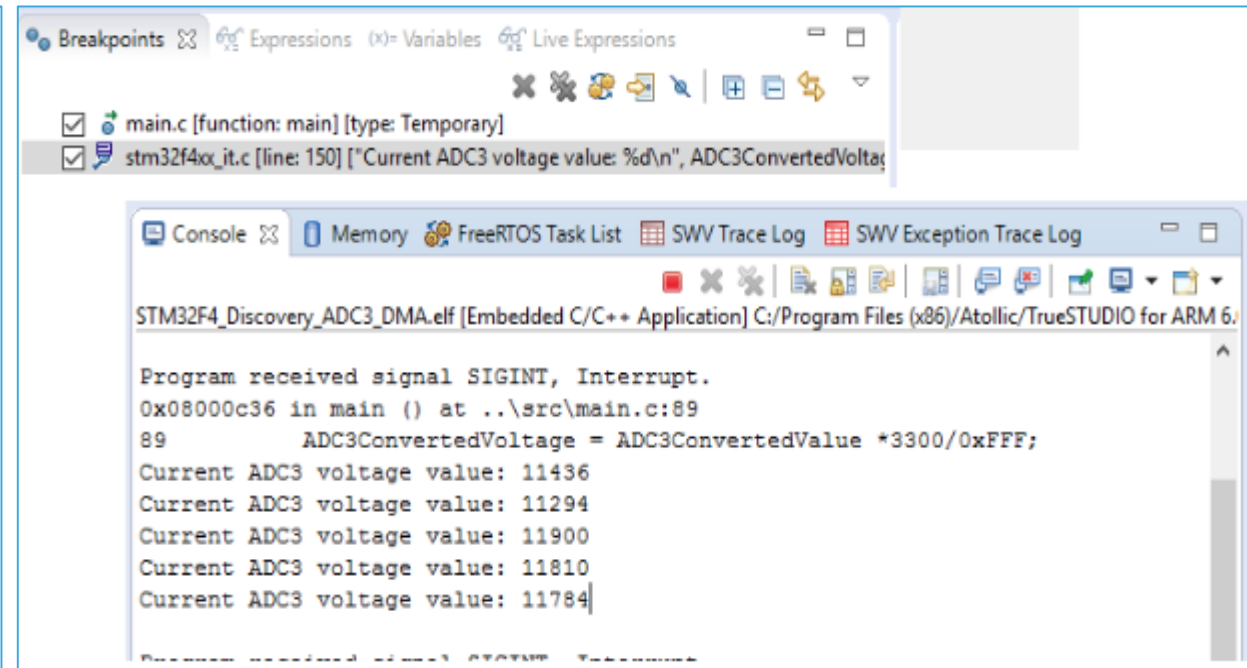 Breakpoints Expressions (x)= Variables Live Expressions
main.c [function: main] [type: Temporary]
stm32f4xx_it.c [line: 150] ["Current ADC3 voltage value: %d\n", ADC3ConvertedVoltag
Console Memory FreeRTOS Task List SWV Trace Log SWV Exception Trace Log
STM32F4_Discovery_ADC3_DMA.elf [Embedded C/C++ Application] C:/Program Files (x86)/Atollic/TrueSTUDIO for ARM 6.
Program received signal SIGINT, Interrupt.
0x08000c36 in main () at ..\src\main.c:89
89 ADC3ConvertedVoltage = ADC3ConvertedValue *3300/0xFFF;
Current ADC3 voltage value: 11436
Current ADC3 voltage value: 11294
Current ADC3 voltage value: 11900
Current ADC3 voltage value: 11810
Current ADC3 voltage value: 11784